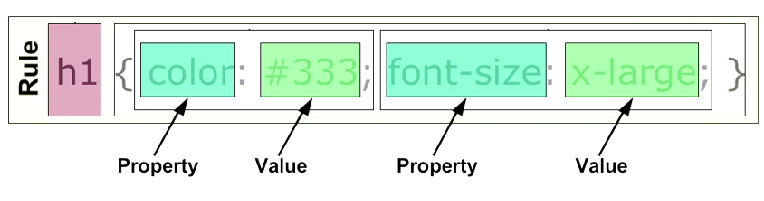 Rule
h1 { color: #333; font-size: x-large; }
Property Value Property Value